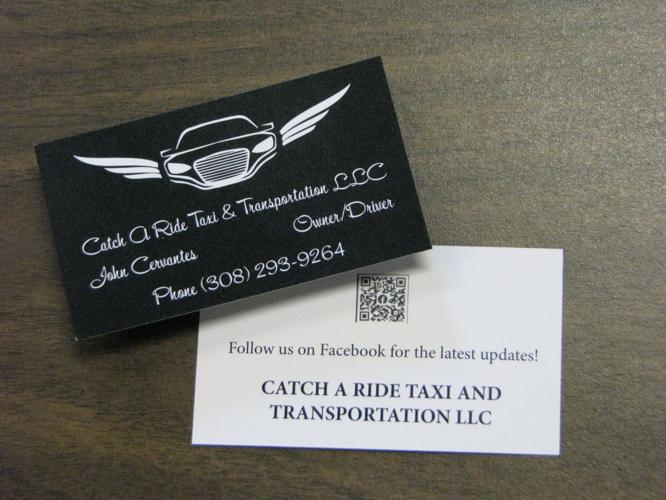 Catch A Ride Taxi & Transportation LLC
John Cervantes
Owner/Driver
Phone (308) 293-9264
Follow us on Facebook for the latest updates!
CATCH A RIDE TAXI AND
TRANSPORTATION LLC